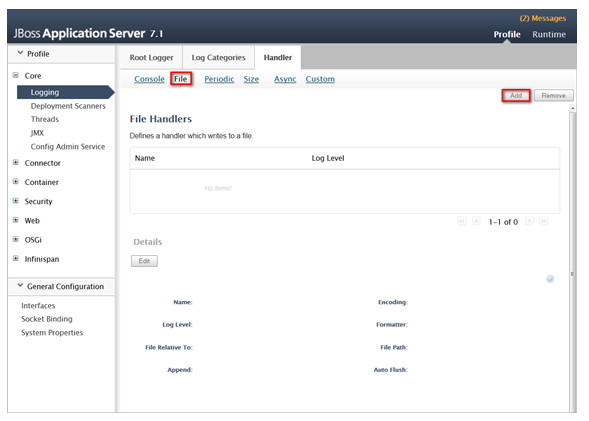 (2) Messages
JBoss Application Server 7.1
Profile Runtime
Profile
Root Logger Log Categories Handler
Core
Console File Periodic Size Async Custom
Logging
Add Remove
Deployment Scanners
Threads
JMX
Config Admin Service
Connector
Container
Security
Web
OSGi
Infinispan
General Configuration
Interfaces
Socket Binding
System Properties
File Handlers
Defines a handler which writes to a file.
Name Log Level
No items!
1-1 of 0
Details
Edit
Name: Encoding:
Log Level: Formatter:
File Relative To: File Path:
Append: Auto Flush: